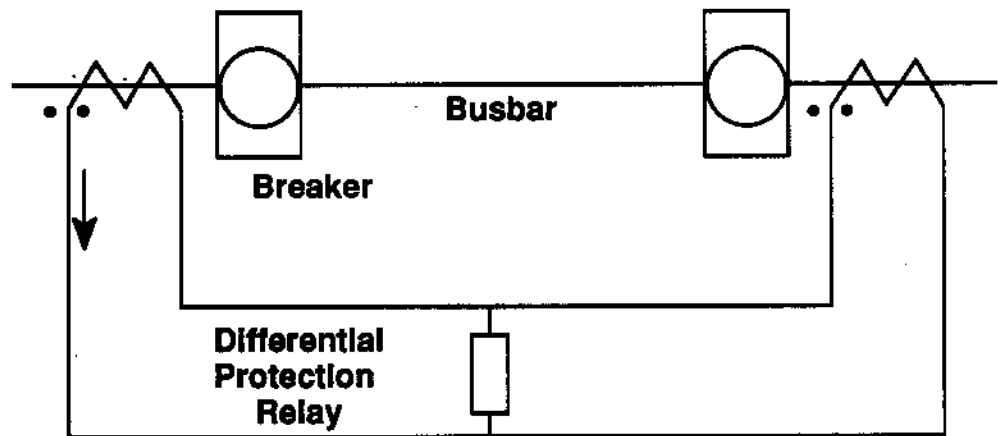 Busbar
Breaker
Differential
Protection
Relay